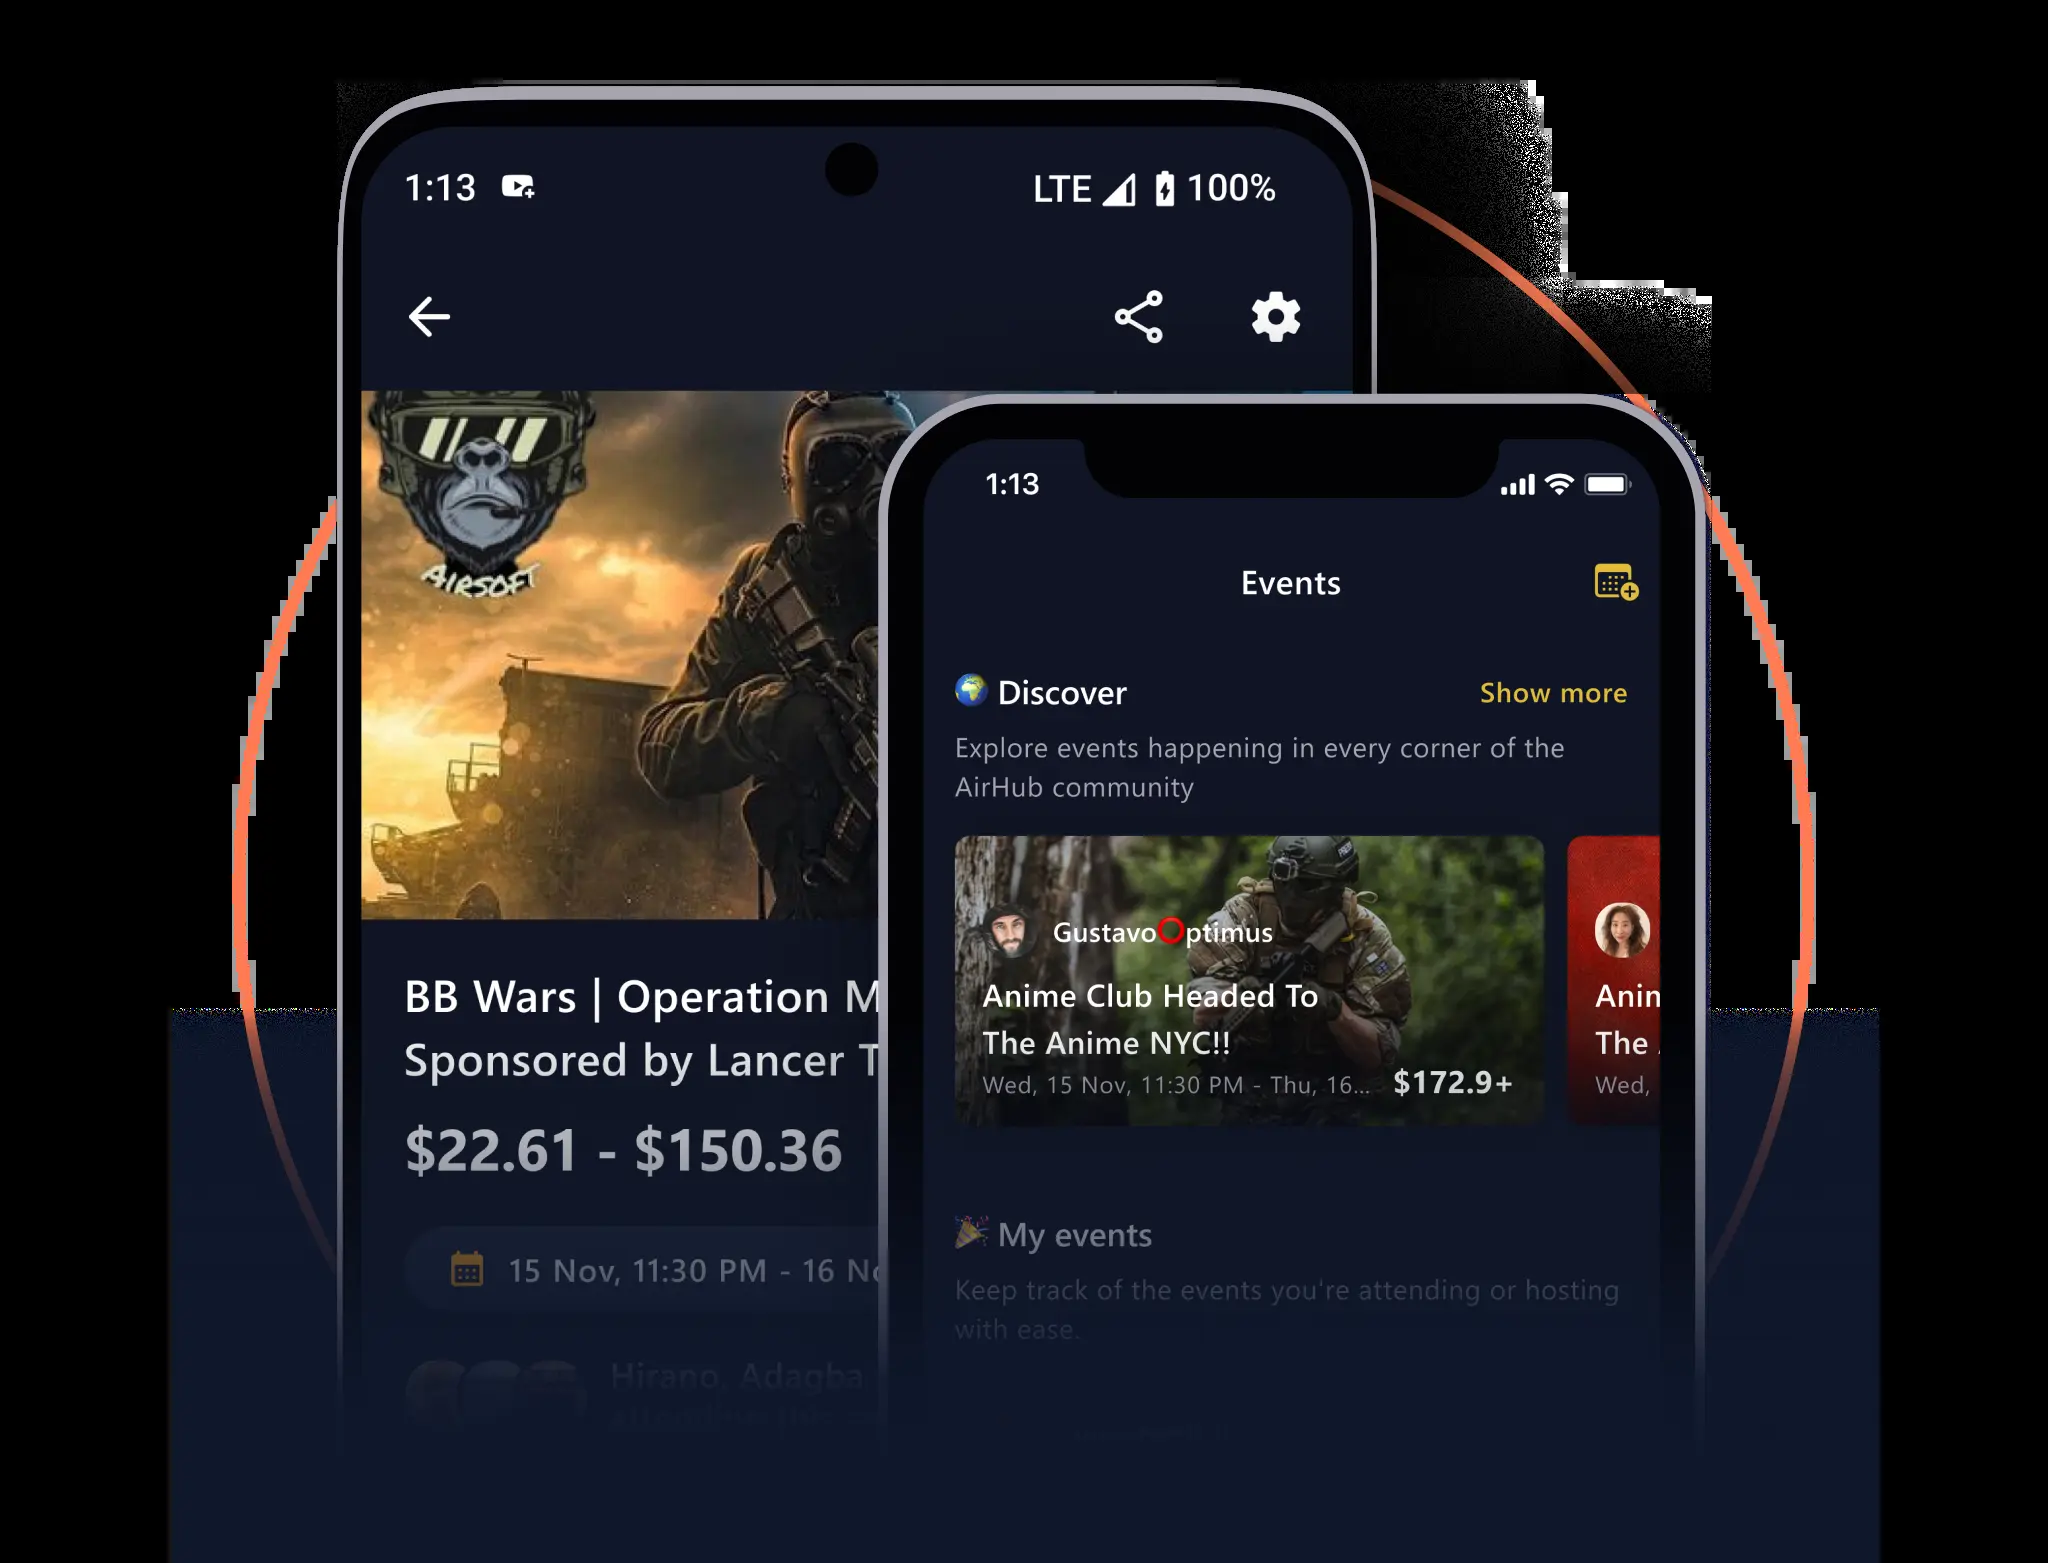 1:13
LTE 100%
AIRSOFT
BB Wars | Operation M
Sponsored by Lancer T
$22.61 - $150.36
15 Nov, 11:30 PM - 16 No
Hirano, Adagba
1:13
Events
Discover
Show more
Explore events happening in every corner of the
AirHub community
GustavoOptimus
Anime Club Headed To
The Anime NYC!!
Wed, 15 Nov, 11:30 PM - Thu, 16...
$172.9+
Anim
The
Wed,
My events
Keep track of the events you're attending or hosting
with ease.